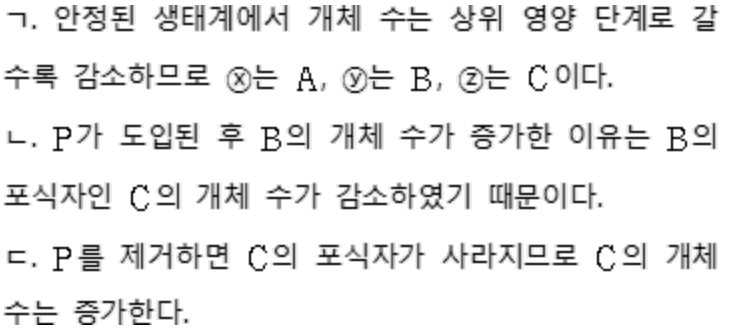 ㄱ. 안정된 생태계에서 개체 수는 상위 영양 단계로 갈
수록 감소하므로 ⓧ는 A, ⓨ는 B, ⓩ는 C이다.
ㄴ. P가 도입된 후 B의 개체 수가 증가한 이유는 B의
포식자인 C의 개체 수가 감소하였기 때문이다.
ㄷ. P를 제거하면 C의 포식자가 사라지므로 C의 개체
수는 증가한다.